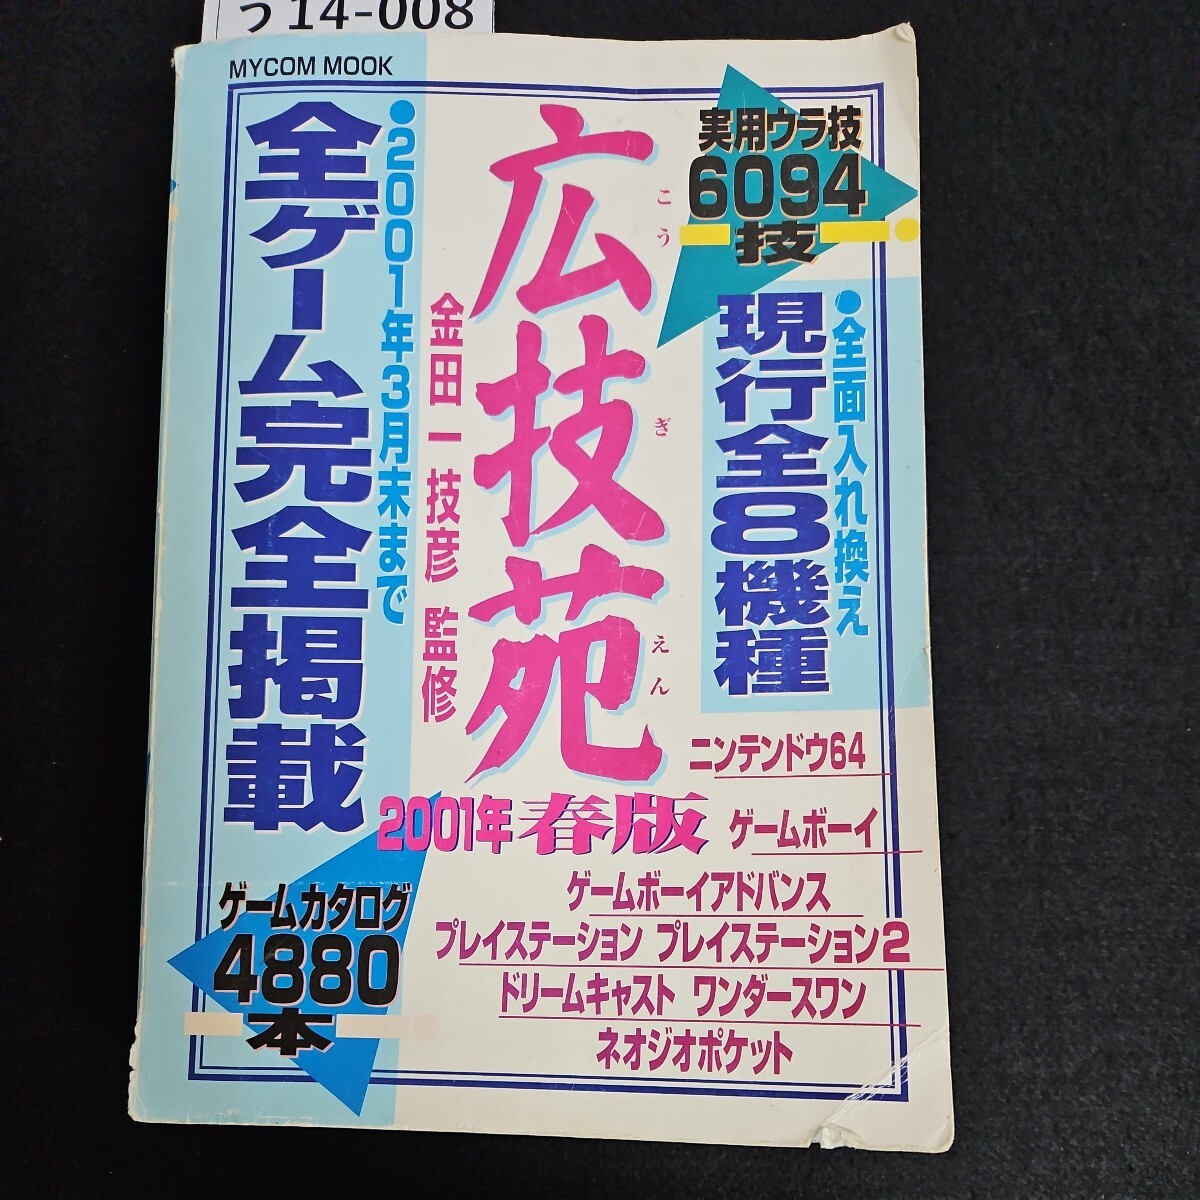 う14-008
MYCOM MOOK
実用ウラ技
6094
技
●全面入れ換え
現行全8機種
広技苑
こう
ぎ
えん
金田一技彦 監修
●2001年3月末まで
全ゲーム完全掲載
2001年春版
ニンテンドウ64
ゲームボーイ
ゲームボーイアドバンス
プレイステーション プレイステーション2
ドリームキャスト ワンダースワン
ネオジオポケット
ゲームカタログ
4880
本